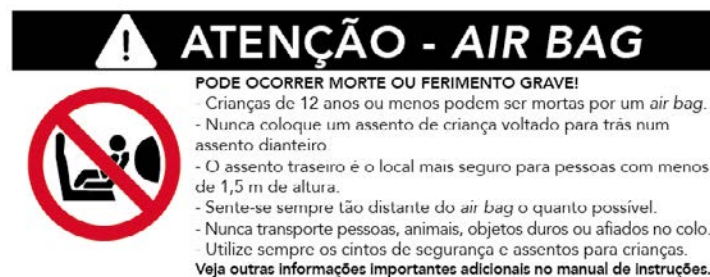 ATENÇÃO - AIR BAG
PODE OCORRER MORTE OU FERIMENTO GRAVE!
- Crianças de 12 anos ou menos podem ser mortas por um air bag.
- Nunca coloque um assento de criança voltado para trás num
assento dianteiro
- O assento traseiro é o local mais seguro para pessoas com menos
de 1,5 m de altura.
- Sente-se sempre tão distante do air bag o quanto possível.
- Nunca transporte pessoas, animais, objetos duros ou afiados no colo.
- Utilize sempre os cintos de segurança e assentos para crianças.
Veja outras informações importantes adicionais no manual de instruções.